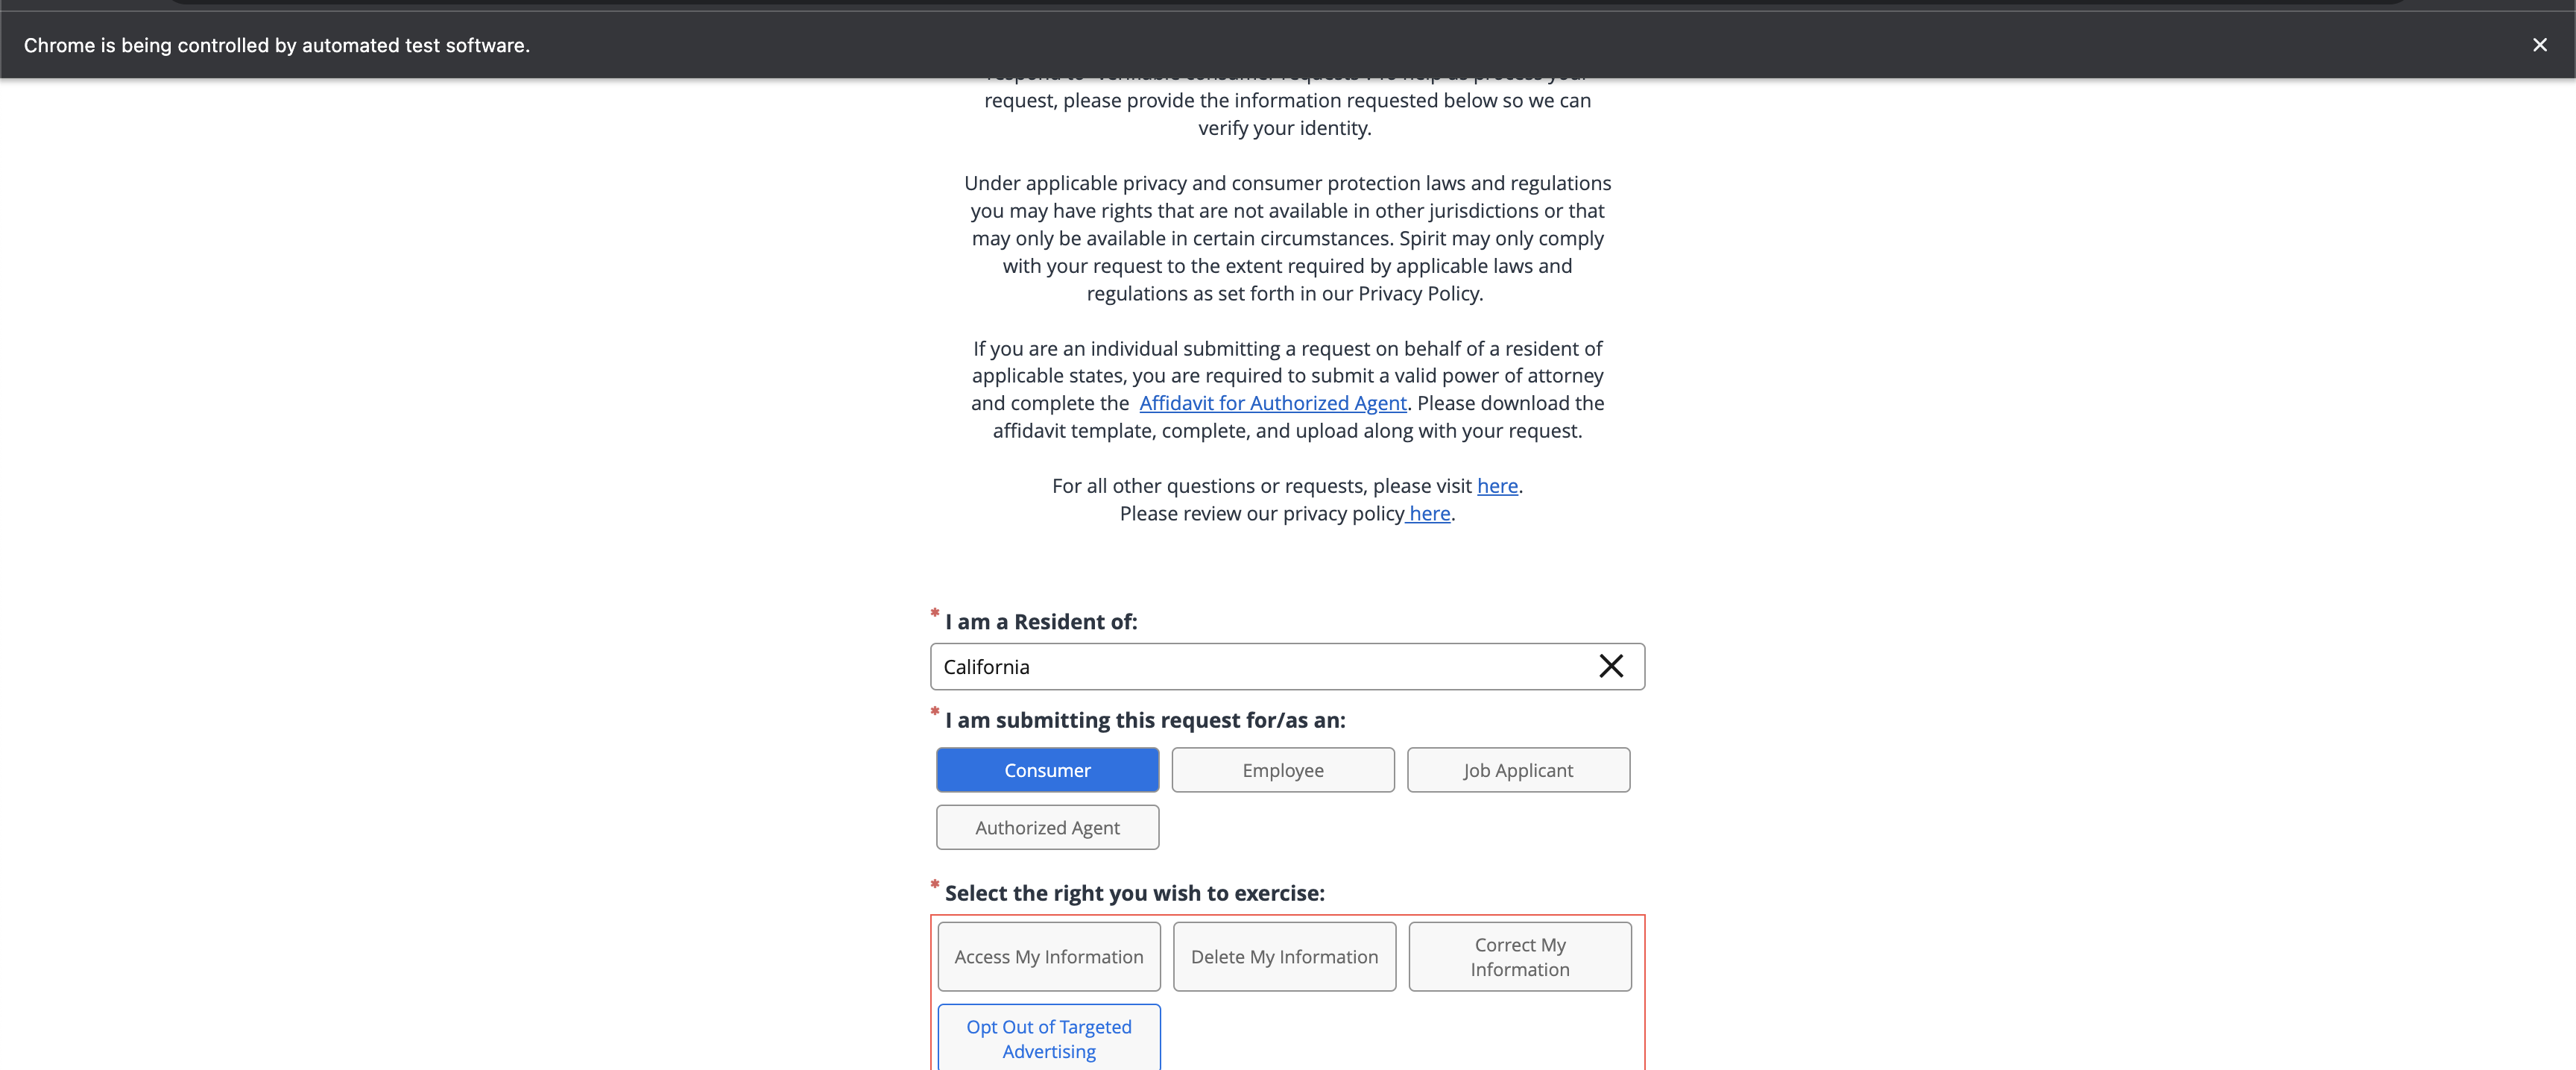 Chrome is being controlled by automated test software.
request, please provide the information requested below so we can
verify your identity.
Under applicable privacy and consumer protection laws and regulations
you may have rights that are not available in other jurisdictions or that
may only be available in certain circumstances. Spirit may only comply
with your request to the extent required by applicable laws and
regulations as set forth in our Privacy Policy.
If you are an individual submitting a request on behalf of a resident of
applicable states, you are required to submit a valid power of attorney
and complete the Affidavit for Authorized Agent. Please download the
affidavit template, complete, and upload along with your request.
For all other questions or requests, please visit here.
Please review our privacy policy here.
* I am a Resident of:
California
* I am submitting this request for/as an:
Consumer Employee Job Applicant
Authorized Agent
* Select the right you wish to exercise:
Access My Information Delete My Information Correct My
Information
Opt Out of Targeted
Advertising